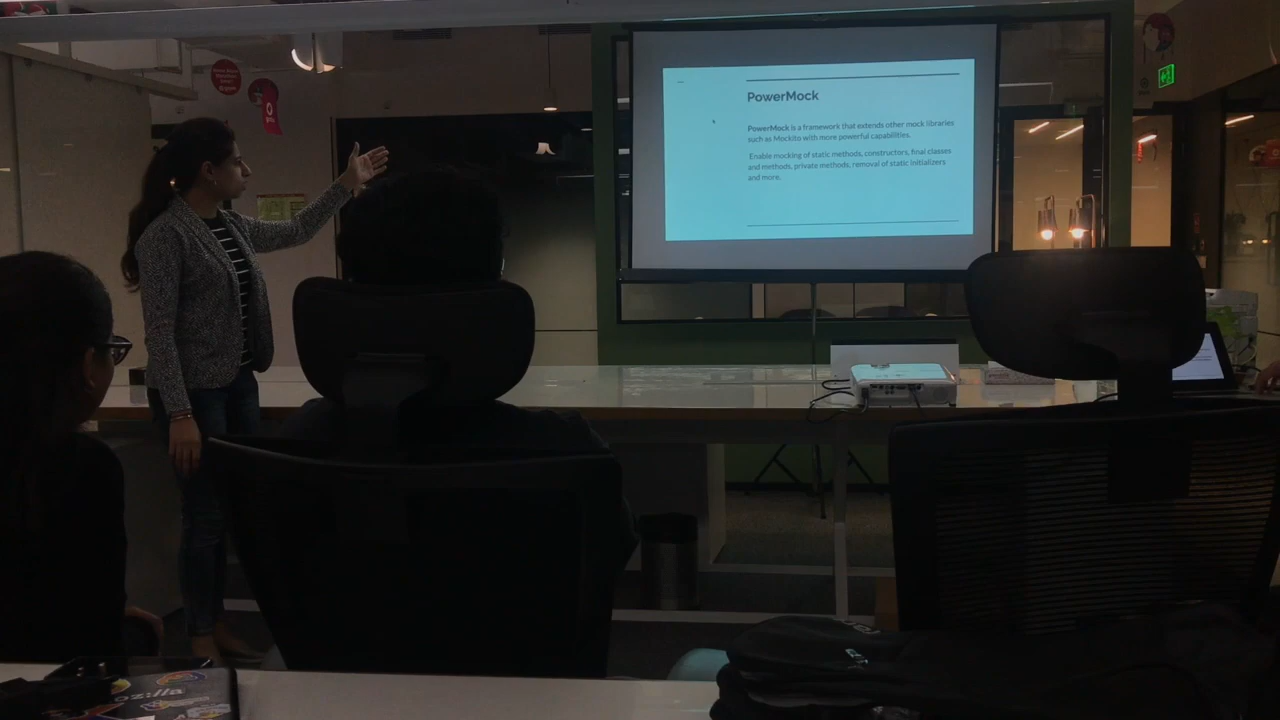 PowerMock
PowerMock is a framework that extends other mock libraries
such as Mockito with more powerful capabilities.
Enable mocking of static methods, constructors, final classes
and methods, private methods, removal of static initializers
and more.
oz://a